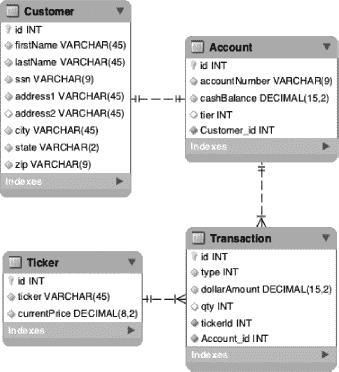 Customer
id INT
firstName VARCHAR(45)
lastName VARCHAR(45)
ssn VARCHAR(9)
address1 VARCHAR(45)
address2 VARCHAR(45)
city VARCHAR(45)
state VARCHAR(2)
zip VARCHAR(9)
Indexes
Account
id INT
accountNumber VARCHAR(9)
cashBalance DECIMAL(15,2)
tier INT
Customer_id INT
Indexes
Ticker
id INT
ticker VARCHAR(45)
currentPrice DECIMAL(8,2)
Indexes
Transaction
id INT
type INT
dollarAmount DECIMAL(15,2)
qty INT
tickerId INT
Account_id INT
Indexes